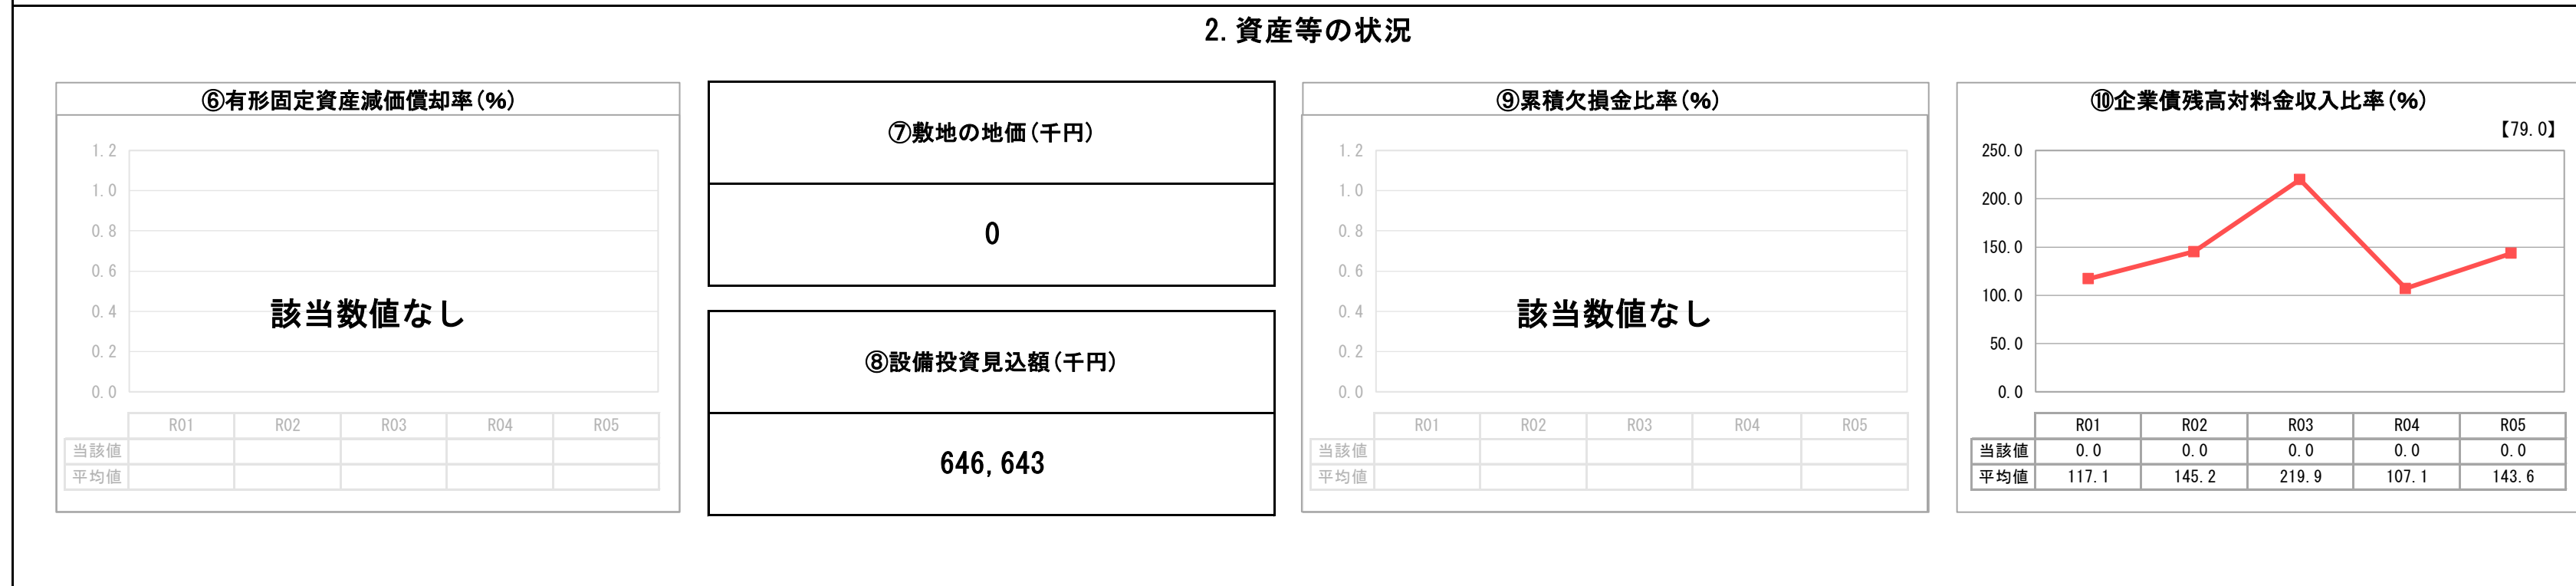 2. 資産等の状況
⑥有形固定資産減価償却率(%)
1.2
1.0
0.8
0.6
0.4
0.2
0.0
該当数値なし
R01 R02 R03 R04 R05
当該値
平均値
⑦敷地の地価(千円)
0
⑧設備投資見込額(千円)
646,643
⑨累積欠損金比率(%)
1.2
1.0
0.8
0.6
0.4
0.2
0.0
該当数値なし
R01 R02 R03 R04 R05
当該値
平均値
⑩企業債残高対料金収入比率(%)
【79.0】
250.0
200.0
150.0
100.0
50.0
0.0
R01 R02 R03 R04 R05
当該値 0.0 0.0 0.0 0.0 0.0
平均値 117.1 145.2 219.9 107.1 143.6